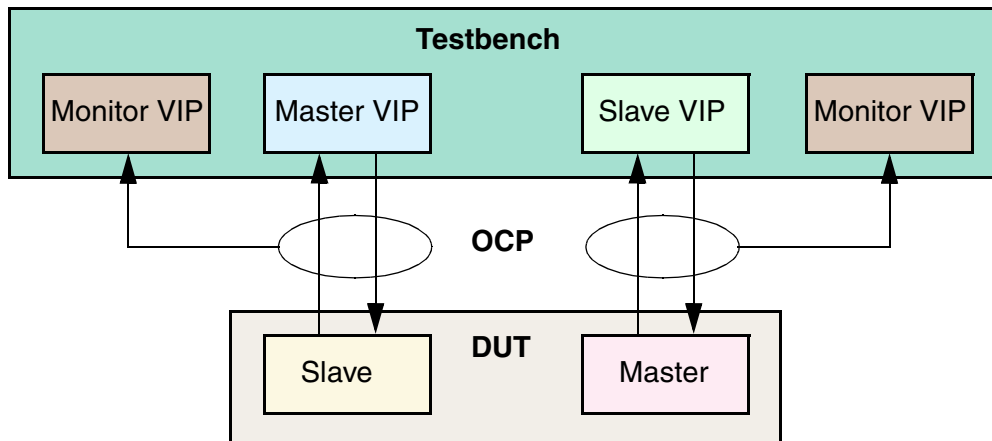 Testbench
Monitor VIP
Master VIP
Slave VIP
Monitor VIP
OCP
DUT
Slave
Master